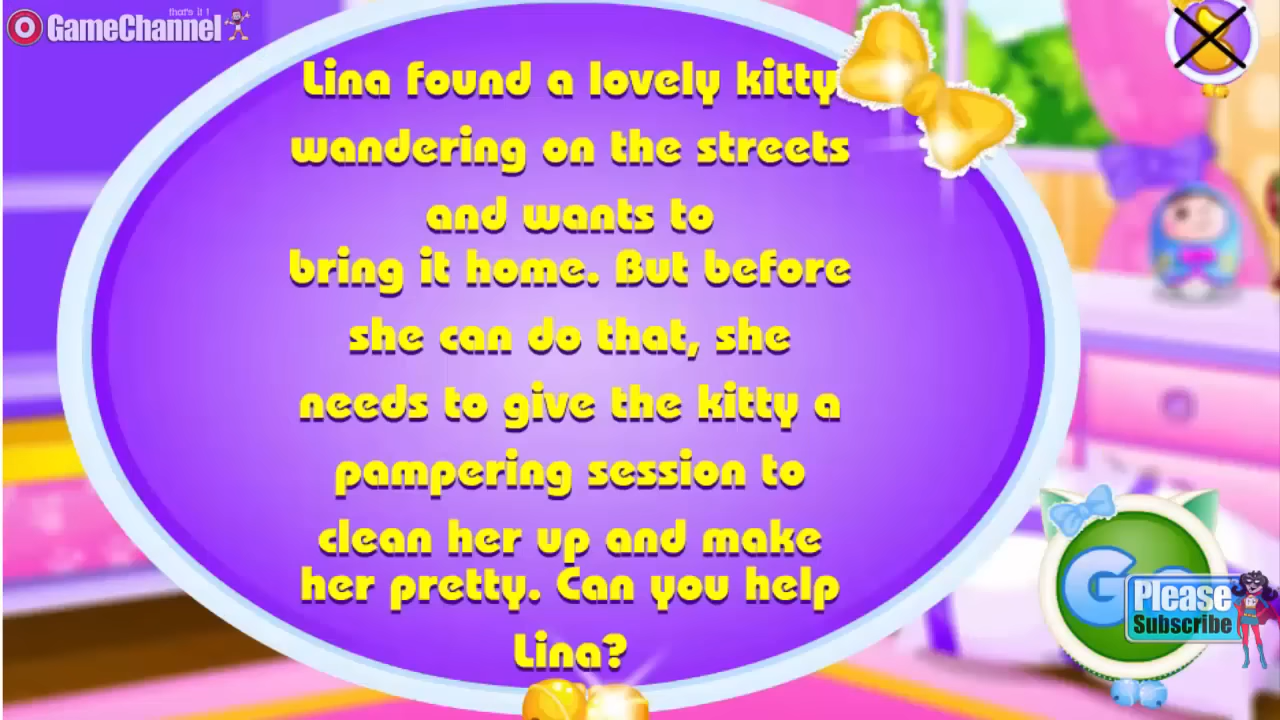 that's it !
GameChannel
Lina found a lovely kitty
wandering on the streets
and wants to
bring it home. But before
she can do that, she
needs to give the kitty a
pampering session to
clean her up and make
her pretty. Can you help
Lina?
Go
Please
Subscribe